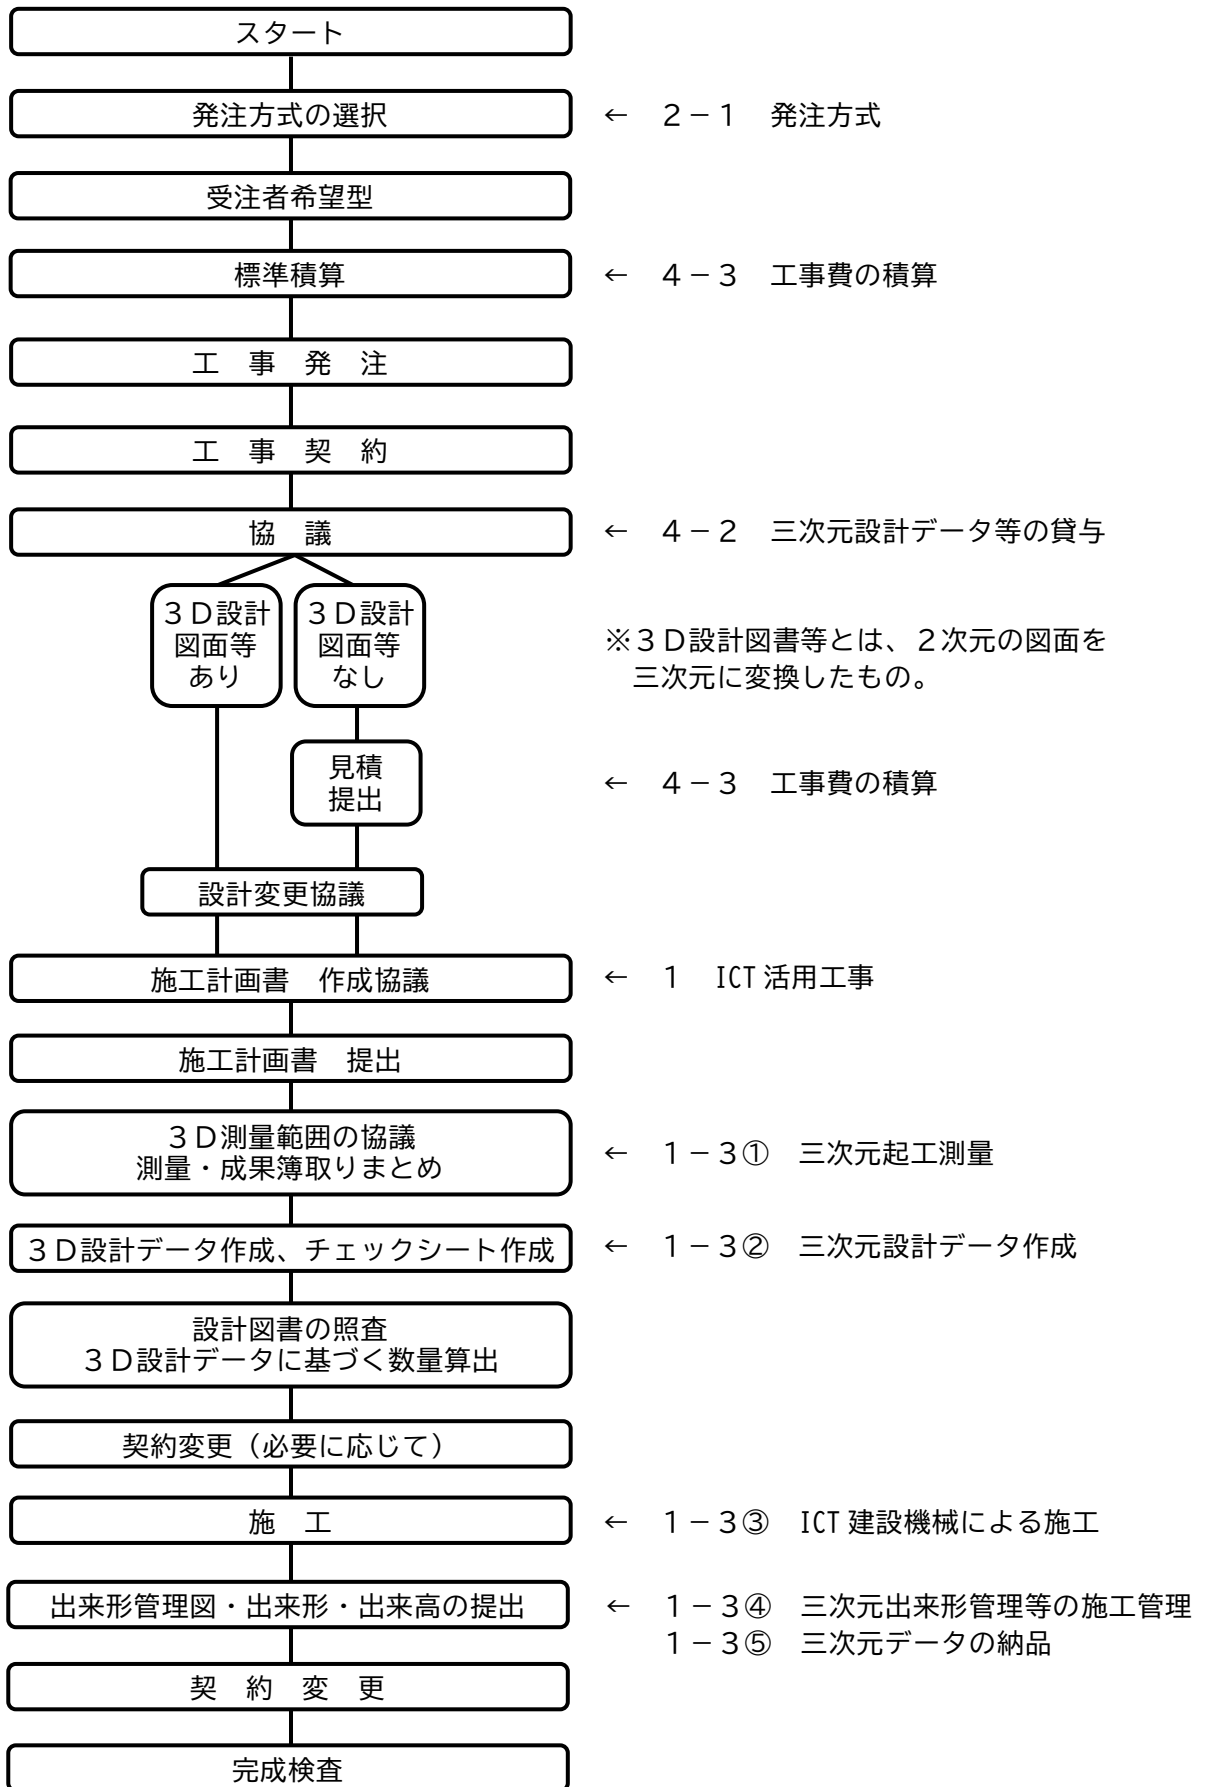 スタート
発注方式の選択
← ２－１　発注方式
受注者希望型
標準積算
← ４－３　工事費の積算
工　事　発　注
工　事　契　約
協　議
← ４－２　三次元設計データ等の貸与
３Ｄ設計
図面等
あり
３Ｄ設計
図面等
なし
※３Ｄ設計図書等とは、２次元の図面を
三次元に変換したもの。
見積
提出
← ４－３　工事費の積算
設計変更協議
施工計画書　作成協議
← １　ICT活用工事
施工計画書　提出
３Ｄ測量範囲の協議
測量・成果簿取りまとめ
← １－３①　三次元起工測量
３Ｄ設計データ作成、チェックシート作成
← １－３②　三次元設計データ作成
設計図書の照査
３Ｄ設計データに基づく数量算出
契約変更（必要に応じて）
施　工
← １－３③　ICT建設機械による施工
出来形管理図・出来形・出来高の提出
← １－３④　三次元出来形管理等の施工管理
１－３⑤　三次元データの納品
契　約　変　更
完成検査